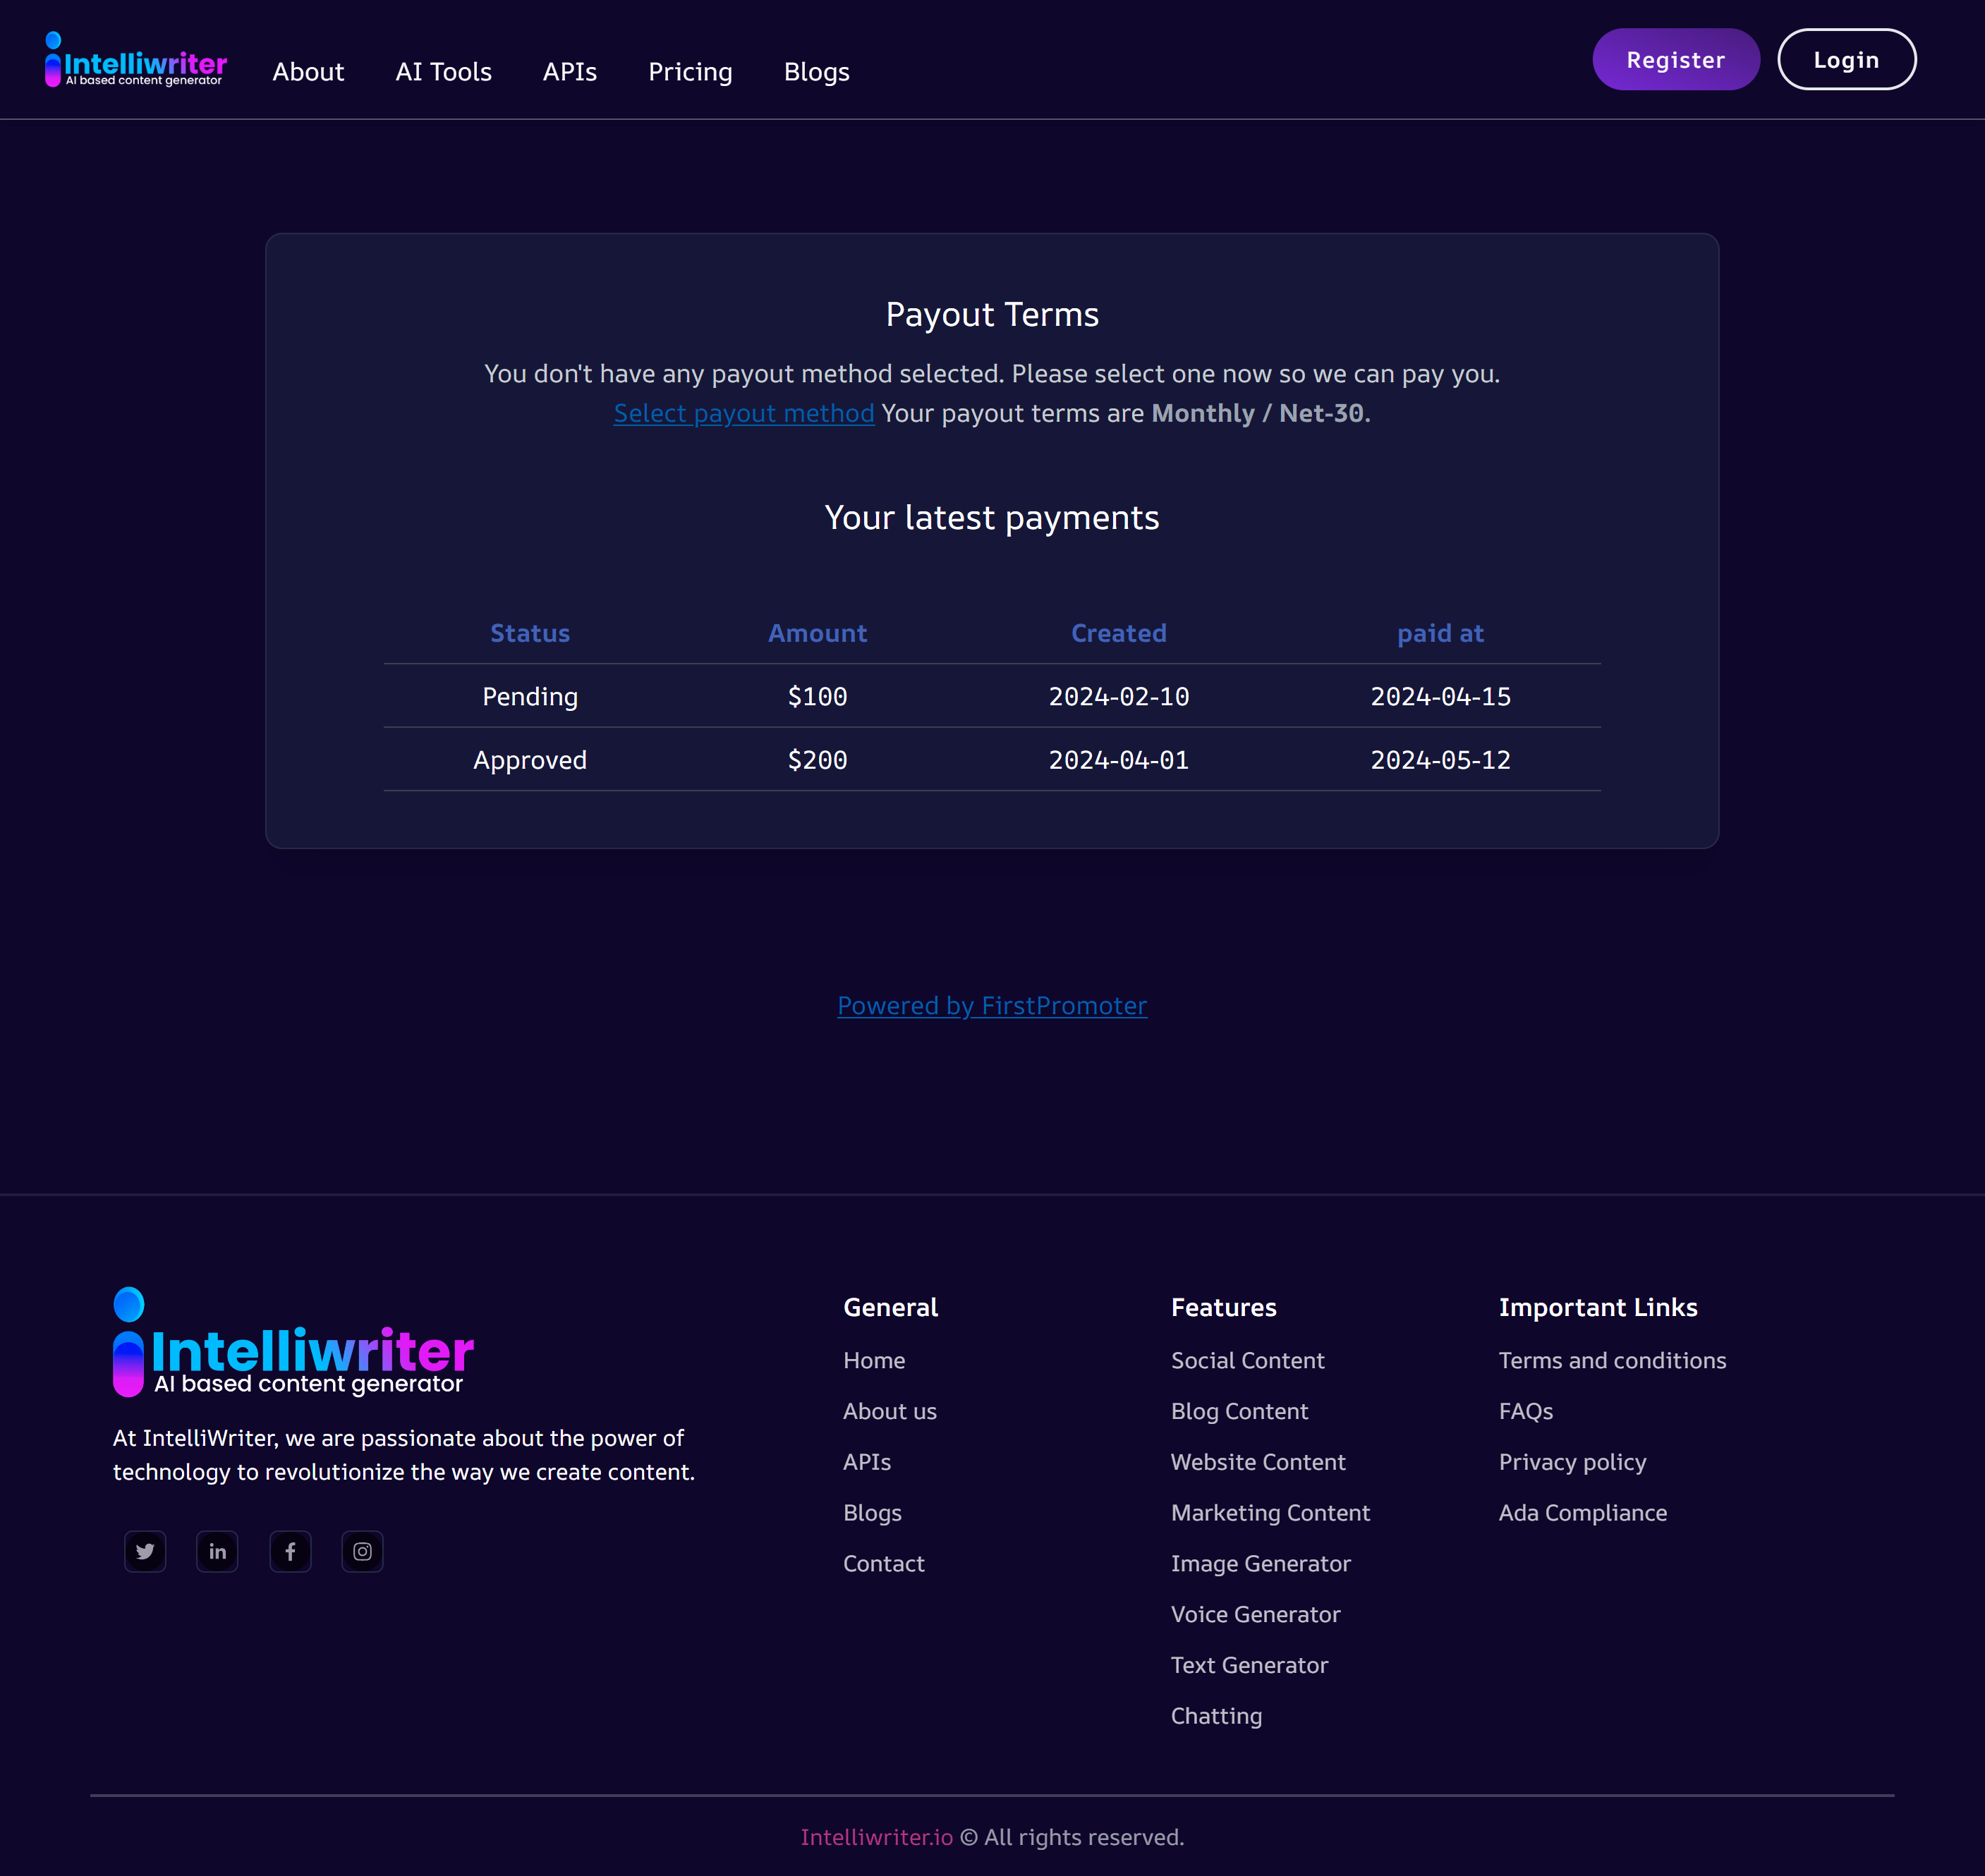 Intelliwriter
AI based content generator
About AI Tools APIs Pricing Blogs
Register Login
Payout Terms
You don't have any payout method selected. Please select one now so we can pay you.
Select payout method Your payout terms are Monthly / Net-30.
Your latest payments
Status Amount Created paid at
Pending $100 2024-02-10 2024-04-15
Approved $200 2024-04-01 2024-05-12
Powered by FirstPromoter
Intelliwriter
AI based content generator
At IntelliWriter, we are passionate about the power of
technology to revolutionize the way we create content.
General
Home
About us
APIs
Blogs
Contact
Features
Social Content
Blog Content
Website Content
Marketing Content
Image Generator
Voice Generator
Text Generator
Chatting
Important Links
Terms and conditions
FAQs
Privacy policy
Ada Compliance
Intelliwriter.io © All rights reserved.